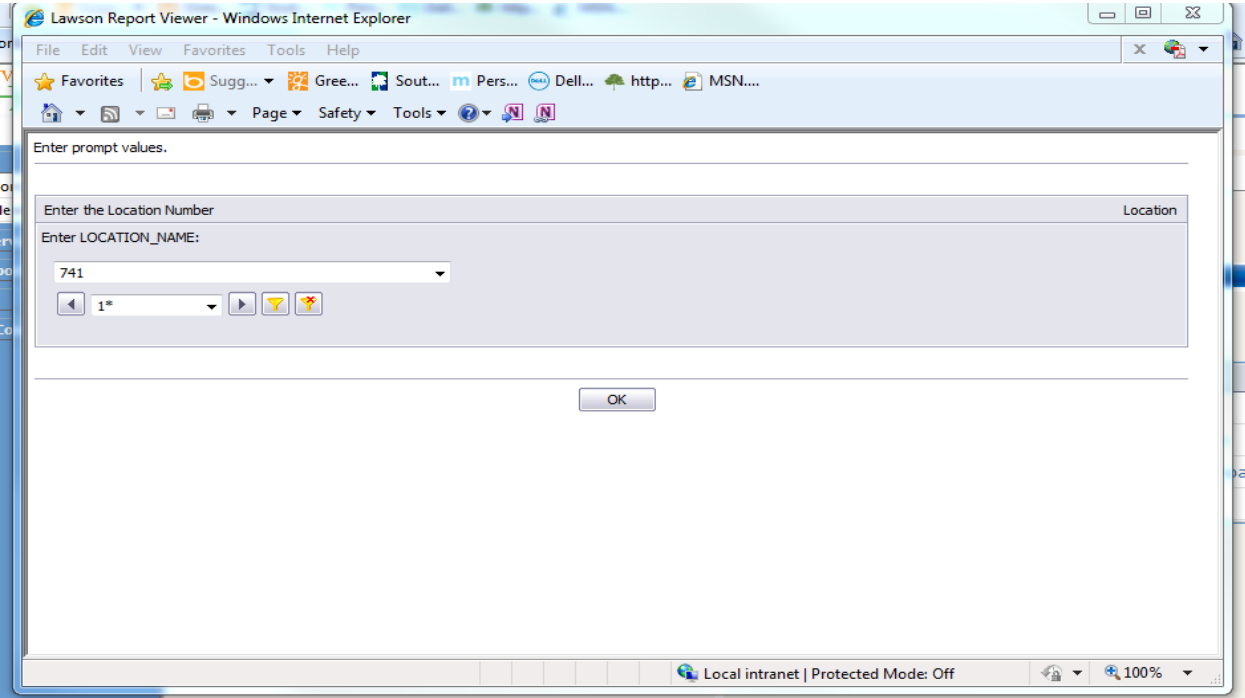 Lawson Report Viewer - Windows Internet Explorer
File Edit View Favorites Tools Help
Favorites Sugg... Gree... Sout... Pers... Dell... http... MSN....
Page Safety Tools
Enter prompt values.
Enter the Location Number Location
Enter LOCATION_NAME:
741
1*
OK
Local intranet | Protected Mode: Off 100%